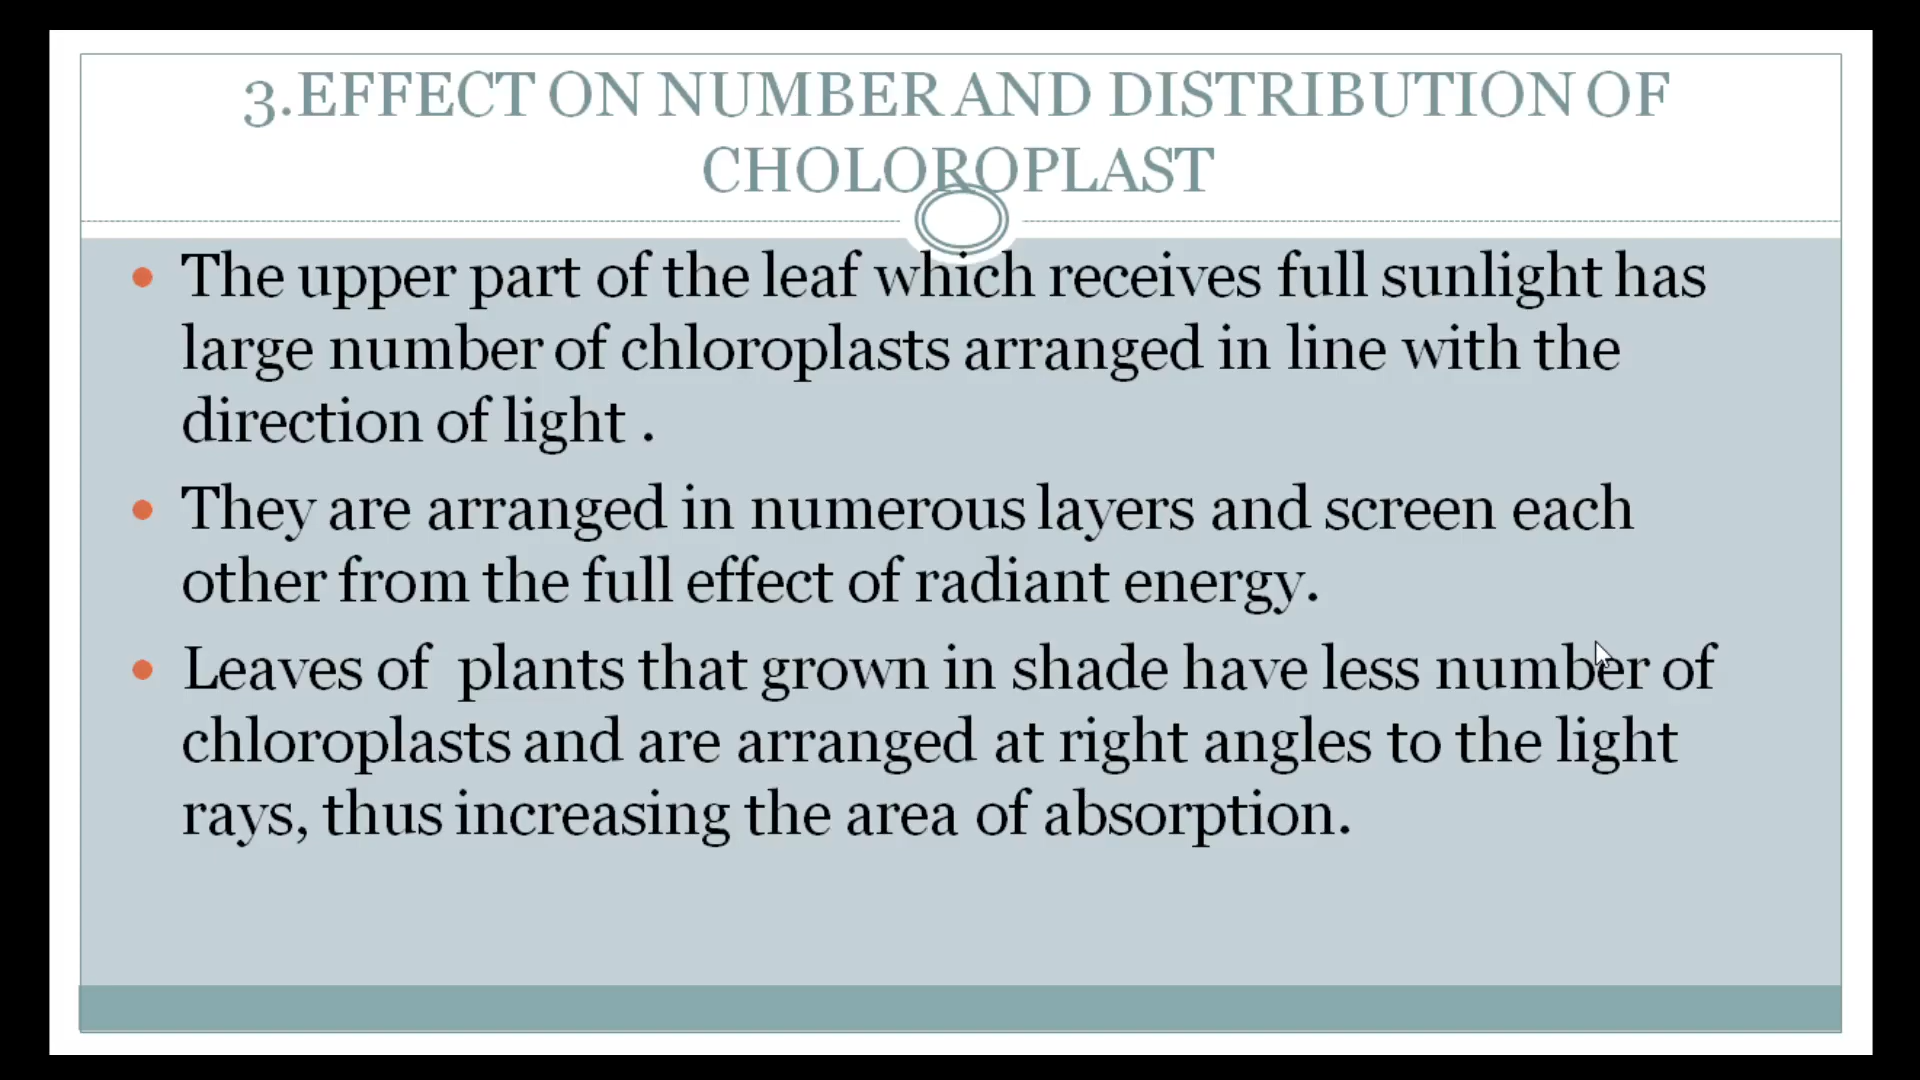 3.EFFECT ON NUMBER AND DISTRIBUTION OF
CHOLOROPLAST
The upper part of the leaf which receives full sunlight has
large number of chloroplasts arranged in line with the
direction of light .
They are arranged in numerous layers and screen each
other from the full effect of radiant energy.
Leaves of  plants that grown in shade have less number of
chloroplasts and are arranged at right angles to the light
rays, thus increasing the area of absorption.